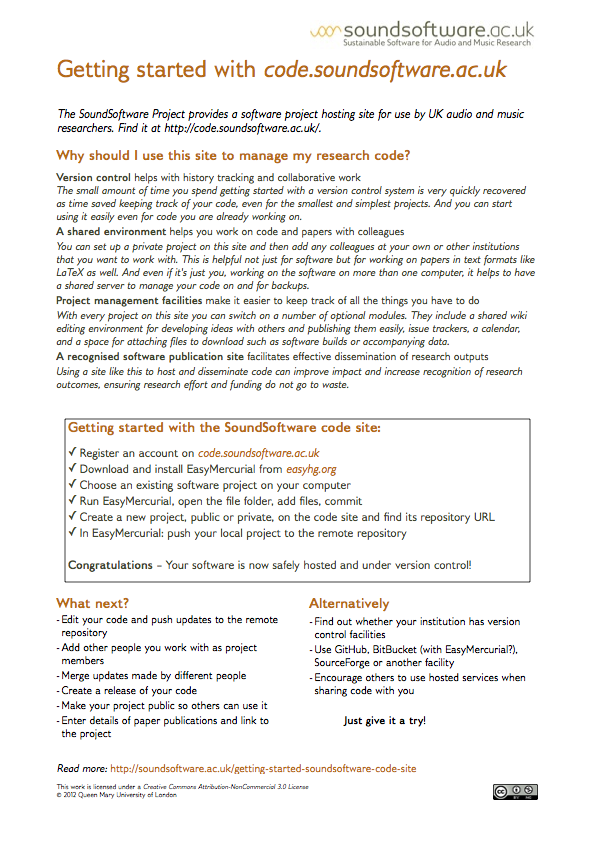 soundsoftware.ac.uk
Sustainable Software for Audio and Music Research
Getting started with code.soundsoftware.ac.uk
The SoundSoftware Project provides a software project hosting site for use by UK audio and music
researchers. Find it at http://code.soundsoftware.ac.uk/.
Why should I use this site to manage my research code?
Version control helps with history tracking and collaborative work
The small amount of time you spend getting started with a version control system is very quickly recovered
as time saved keeping track of your code, even for the smallest and simplest projects. And you can start
using it easily even for code you are already working on.
A shared environment helps you work on code and papers with colleagues
You can set up a private project on this site and then add any colleagues at your own or other institutions
that you want to work with. This is helpful not just for software but for working on papers in text formats like
LaTeX as well. And even if it's just you, working on the software on more than one computer, it helps to have
a shared server to manage your code on and for backups.
Project management facilities make it easier to keep track of all the things you have to do
With every project on this site you can switch on a number of optional modules. They include a shared wiki
editing environment for developing ideas with others and publishing them easily, issue trackers, a calendar,
and a space for attaching files to download such as software builds or accompanying data.
A recognised software publication site facilitates effective dissemination of research outputs
Using a site like this to host and disseminate code can improve impact and increase recognition of research
outcomes, ensuring research effort and funding do not go to waste.
Getting started with the SoundSoftware code site:
✓ Register an account on code.soundsoftware.ac.uk
✓ Download and install EasyMercurial from easyhg.org
✓ Choose an existing software project on your computer
✓ Run EasyMercurial, open the file folder, add files, commit
✓ Create a new project, public or private, on the code site and find its repository URL
✓ In EasyMercurial: push your local project to the remote repository
Congratulations – Your software is now safely hosted and under version control!
What next?
- Edit your code and push updates to the remote
repository
- Add other people you work with as project
members
- Merge updates made by different people
- Create a release of your code
- Make your project public so others can use it
- Enter details of paper publications and link to
the project
Alternatively
- Find out whether your institution has version
control facilities
- Use GitHub, BitBucket (with EasyMercurial?),
SourceForge or another facility
- Encourage others to use hosted services when
sharing code with you
Just give it a try!
Read more: http://soundsoftware.ac.uk/getting-started-soundsoftware-code-site
This work is licensed under a Creative Commons Attribution-NonCommercial 3.0 License
© 2012 Queen Mary University of London
cc
BY NC